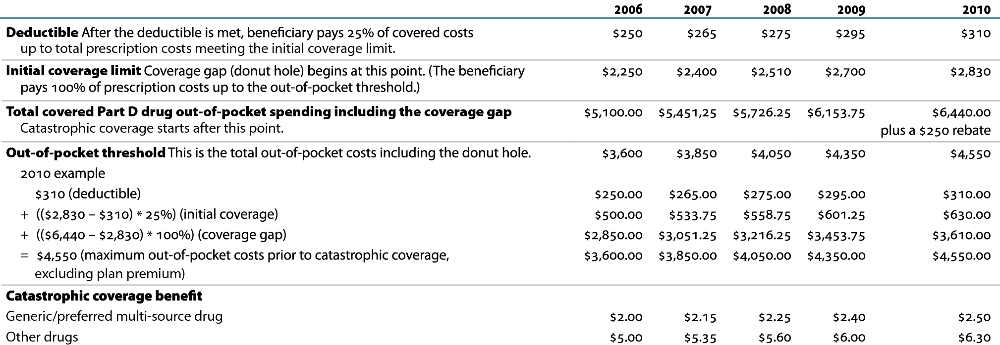 2006 2007 2008 2009 2010
Deductible After the deductible is met, beneficiary pays 25% of covered costs $250 $265 $275 $295 $310
up to total prescription costs meeting the initial coverage limit.
Initial coverage limit Coverage gap (donut hole) begins at this point. (The beneficiary $2,250 $2,400 $2,510 $2,700 $2,830
pays 100% of prescription costs up to the out-of-pocket threshold.)
Total covered Part D drug out-of-pocket spending including the coverage gap $5,100.00 $5,451,25 $5,726.25 $6,153.75 $6,440.00
Catastrophic coverage starts after this point. plus a $250 rebate
Out-of-pocket threshold This is the total out-of-pocket costs including the donut hole. $3,600 $3,850 $4,050 $4,350 $4,550
2010 example
$310 (deductible) $250.00 $265.00 $275.00 $295.00 $310.00
+ (($2,830 – $310) * 25%) (initial coverage) $500.00 $533.75 $558.75 $601.25 $630.00
+ (($6,440 – $2,830) * 100%) (coverage gap) $2,850.00 $3,051.25 $3,216.25 $3,453.75 $3,610.00
= $4,550 (maximum out-of-pocket costs prior to catastrophic coverage, $3,600.00 $3,850.00 $4,050.00 $4,350.00 $4,550.00
excluding plan premium)
Catastrophic coverage benefit
Generic/preferred multi-source drug $2.00 $2.15 $2.25 $2.40 $2.50
Other drugs $5.00 $5.35 $5.60 $6.00 $6.30